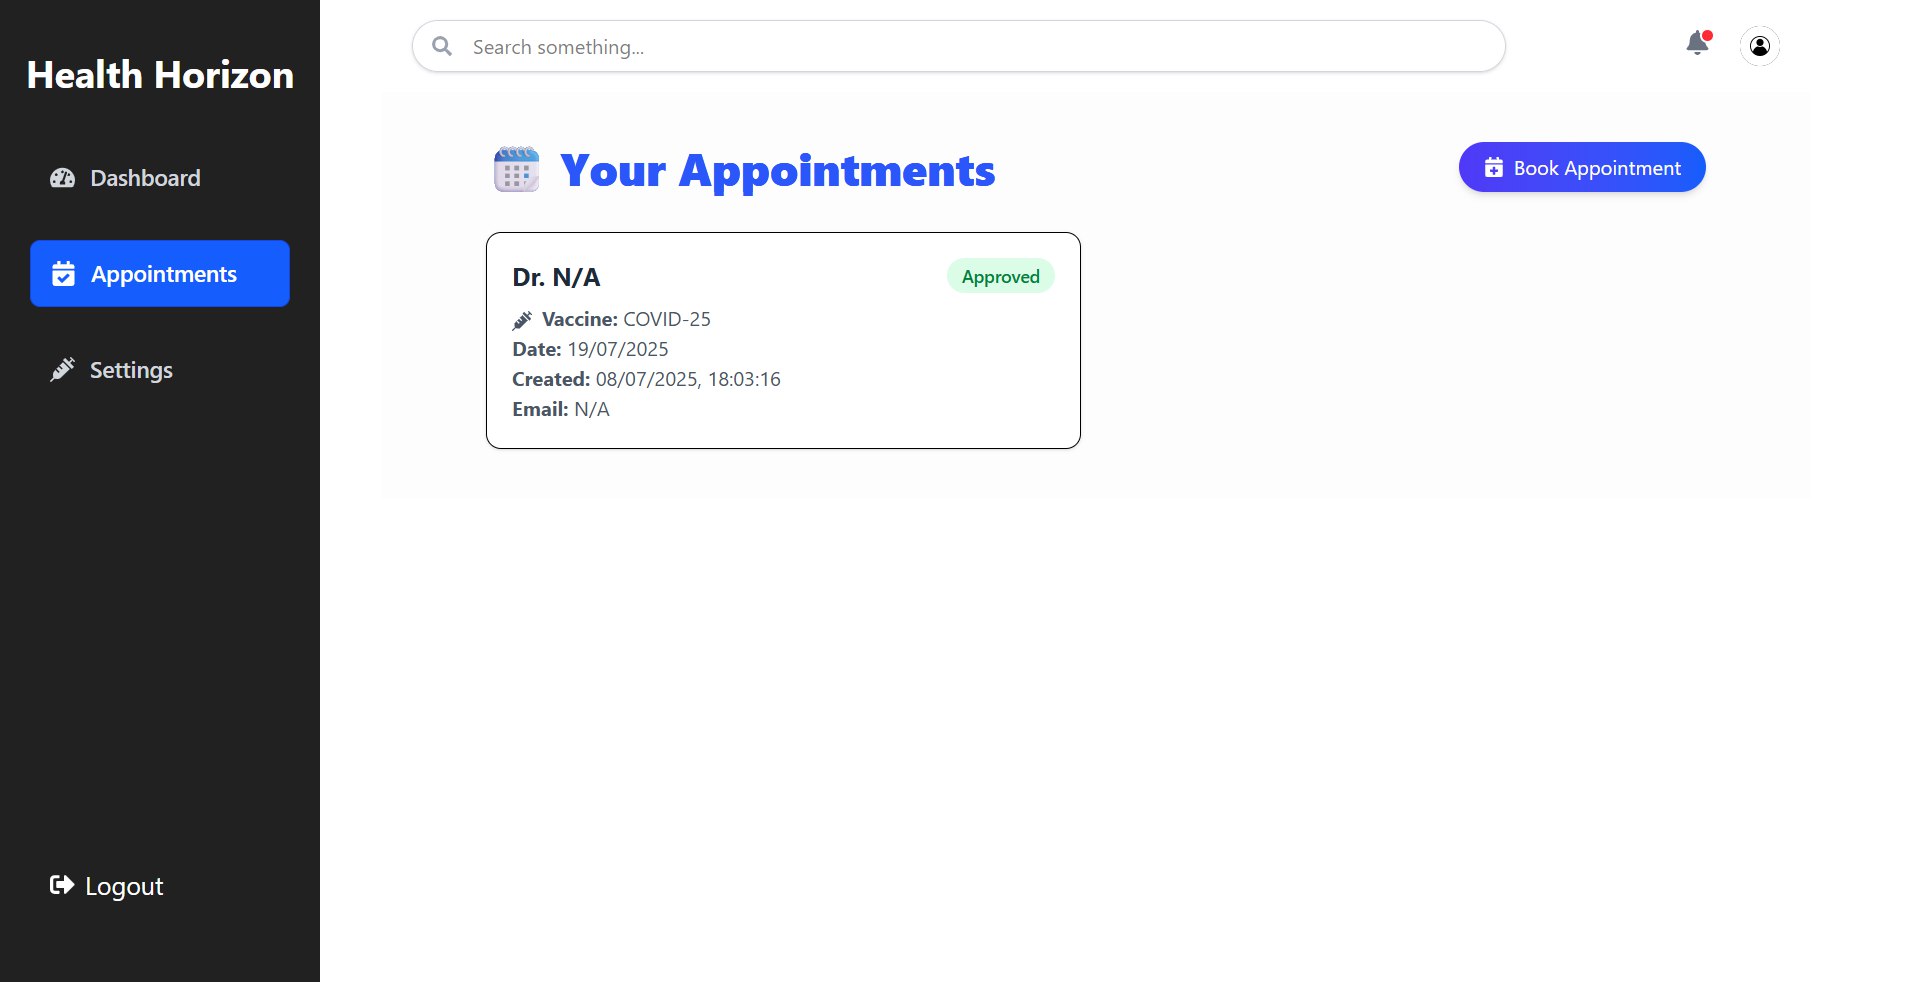 Health Horizon
Dashboard
Appointments
Settings
Logout
Search something...
Your Appointments
Book Appointment
Dr. N/A
Approved
Vaccine: COVID-25
Date: 19/07/2025
Created: 08/07/2025, 18:03:16
Email: N/A